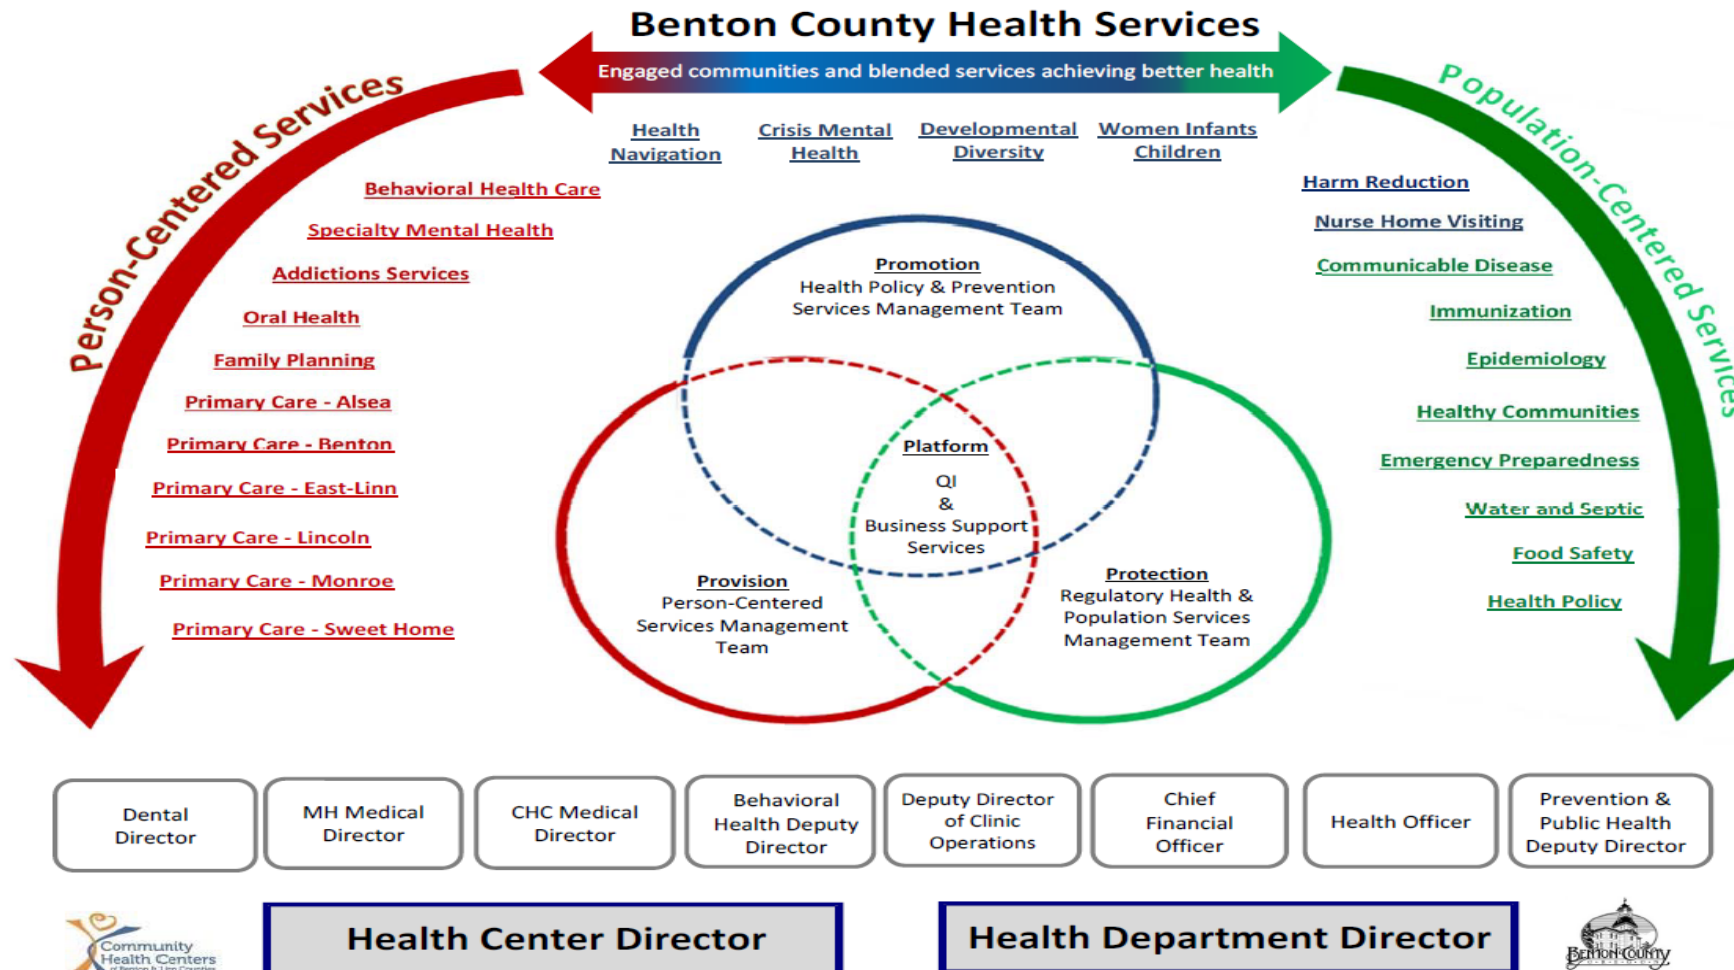 Benton County Health Services
Engaged communities and blended services achieving better health
Person-Centered Services
Population-Centered Services
Health
Navigation
Crisis Mental
Health
Developmental
Diversity
Women Infants
Children
Behavioral Health Care
Specialty Mental Health
Addictions Services
Oral Health
Family Planning
Primary Care - Alsea
Primary Care - Benton
Primary Care - East-Linn
Primary Care - Lincoln
Primary Care - Monroe
Primary Care - Sweet Home
Harm Reduction
Nurse Home Visiting
Communicable Disease
Immunization
Epidemiology
Healthy Communities
Emergency Preparedness
Water and Septic
Food Safety
Health Policy
Promotion
Health Policy & Prevention
Services Management Team
Platform
QI
&
Business Support
Services
Provision
Person-Centered
Services Management
Team
Protection
Regulatory Health &
Population Services
Management Team
Dental
Director
MH Medical
Director
CHC Medical
Director
Behavioral
Health Deputy
Director
Deputy Director
of Clinic
Operations
Chief
Financial
Officer
Health Officer
Prevention &
Public Health
Deputy Director
Community
Health Centers
of Benton & Linn Counties
Health Center Director
Health Department Director
BENTON COUNTY
OREGON